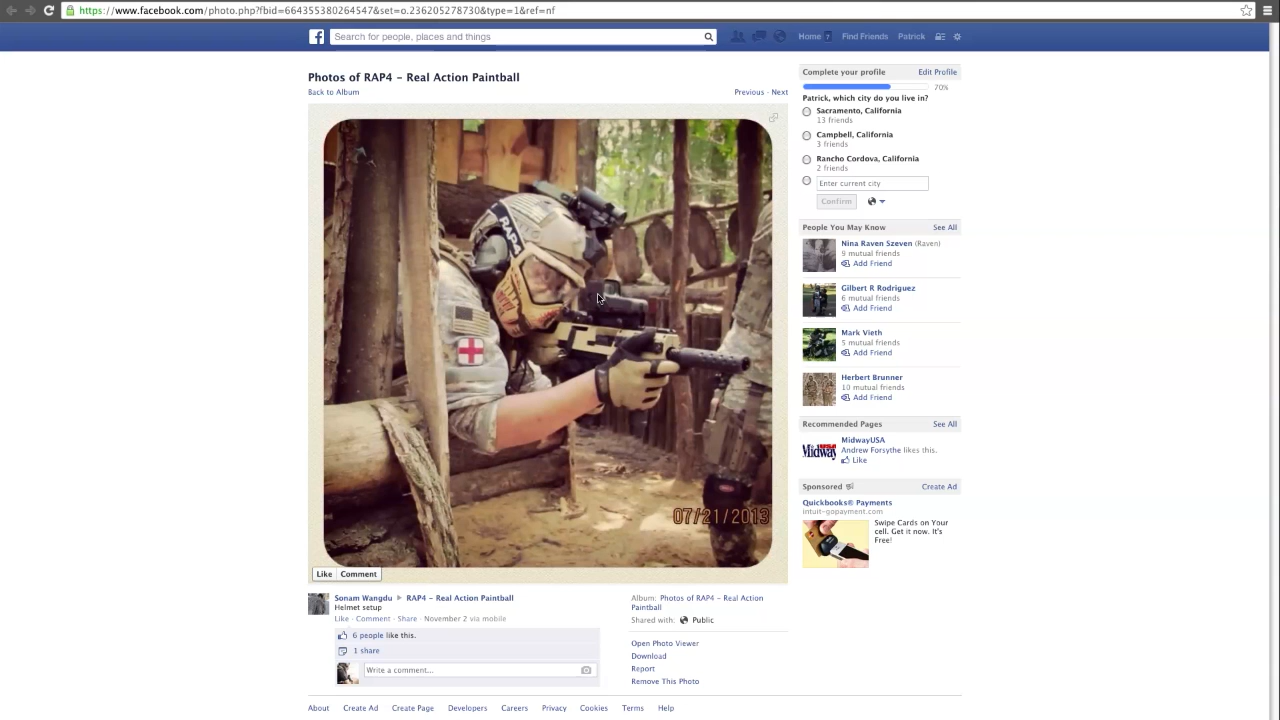 https://www.facebook.com/photo.php?fbid=664355380264547&set=o.236205278730&type=1&ref=nf
Search for people, places and things
Home ?
Find Friends
Patrick
Photos of RAP4 – Real Action Paintball
Back to Album
Previous · Next
RAP4
07/21/2013
Like Comment
Sonam Wangdu ▶ RAP4 – Real Action Paintball
Helmet setup
Like · Comment · Share · November 2 via mobile
6 people like this.
1 share
Write a comment...
Album: Photos of RAP4 – Real Action
Paintball
Shared with: Public
Open Photo Viewer
Download
Report
Remove This Photo
Complete your profile Edit Profile
70%
Patrick, which city do you live in?
Sacramento, California
13 friends
Campbell, California
3 friends
Rancho Cordova, California
2 friends
Enter current city
Confirm
People You May Know See All
Nina Raven Szeven (Raven)
9 mutual friends
Add Friend
Gilbert R Rodriguez
6 mutual friends
Add Friend
Mark Vieth
5 mutual friends
Add Friend
Herbert Brunner
10 mutual friends
Add Friend
Recommended Pages See All
MidwayUSA
Andrew Forsythe likes this.
Like
Midway
USA
Sponsored Create Ad
Quickbooks® Payments
intuit-gopayment.com
Swipe Cards on Your
cell. Get it now. It's
Free!
About Create Ad Create Page Developers Careers Privacy Cookies Terms Help